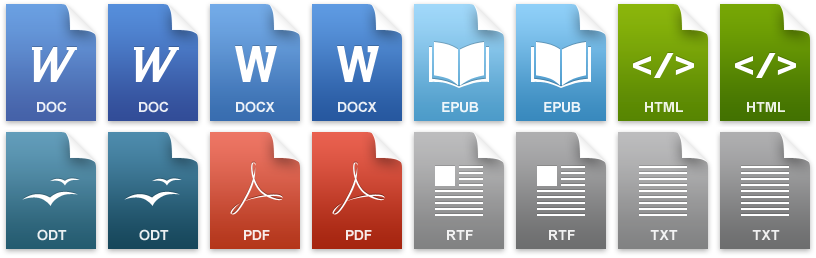 W W W W </> </>
DOC DOC DOCX DOCX EPUB EPUB HTML HTML
ODT ODT PDF PDF RTF RTF TXT TXT